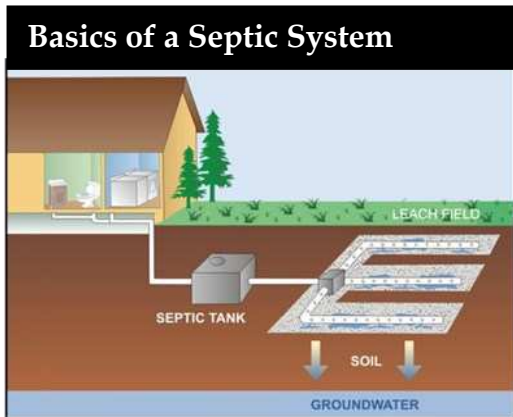 Basics of a Septic System
LEACH FIELD
SEPTIC TANK
SOIL
GROUNDWATER